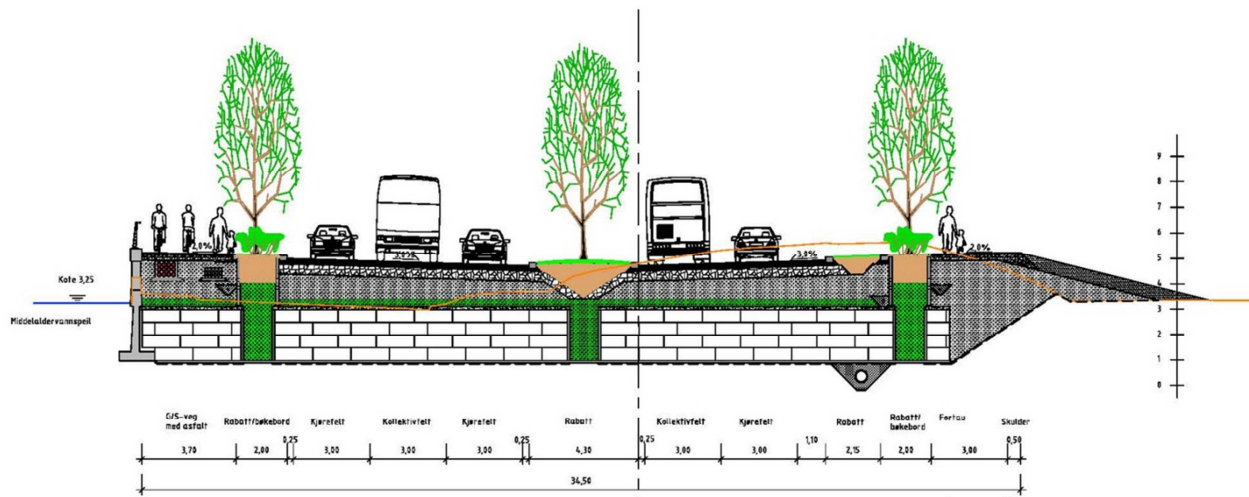 9
8
7
6
5
4
3
2
1
0
2,0%
3,0%
2,0%
Kote 3,25
Middelaldervannspeil
G/S-veg
med asfalt
Rabatt/bøkebord
Kjørefelt
Kollektivfelt
Kjørefelt
Rabatt
Kollektivfelt
Kjørefelt
Rabatt
Rabatt/
bøkebord
Fortau
Skulder
3,70
2,00
0,25
3,00
3,00
3,00
0,25
4,30
0,25
3,00
3,00
1,10
2,15
2,00
3,00
0,50
34,50